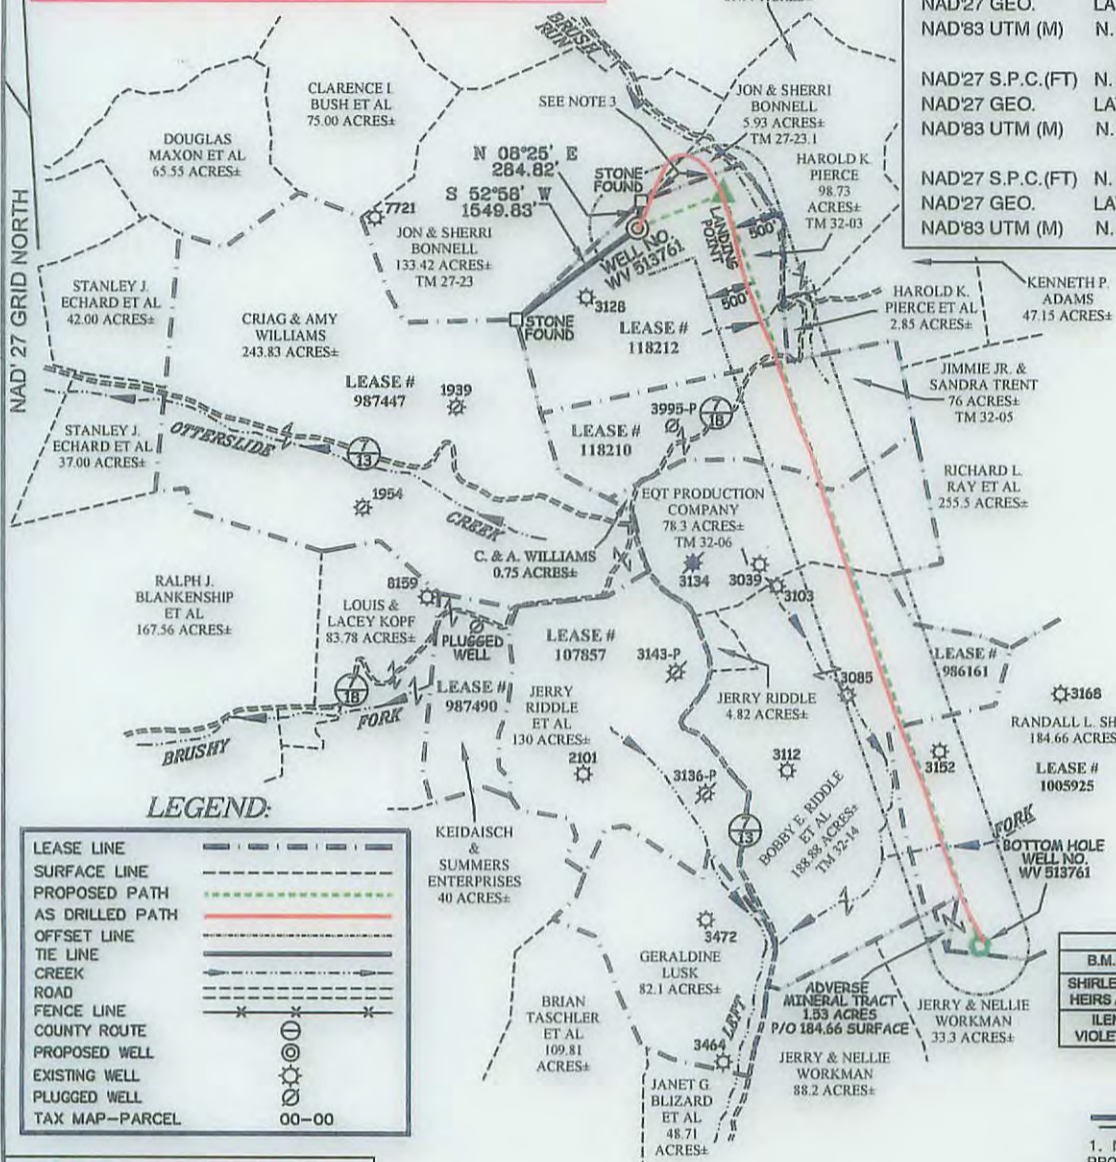 NAD'27 GEO.
NAD'83 UTM (M) N.
NAD'27 S.P.C.(FT) N.
NAD'27 GEO.
NAD'83 UTM (M) N.
NAD'27 S.P.C.(FT) N.
NAD'27 GEO.
NAD'83 UTM (M) N.
BRUSH
RUN
CLARENCE I.
BUSH ET AL
75.00 ACRES±
SEE NOTE 3
JON & SHERRI
BONNELL
5.93 ACRES±
TM 27-23.1
DOUGLAS
MAXON ET AL
65.55 ACRES±
N 08°25' E
284.82'
S 52°58' W
1549.83'
STONE
FOUND
HAROLD K.
PIERCE
98.73
ACRES±
TM 32-03
7721
JON & SHERRI
BONNELL
133.42 ACRES±
TM 27-23
WELL NO.
WV 513761
LANDING
POINT
500'
500'
NAD' 27 GRID NORTH
STANLEY J.
ECHARD ET AL
42.00 ACRES±
CRIAG & AMY
WILLIAMS
243.83 ACRES±
3128
STONE
FOUND
LEASE #
118212
HAROLD K.
PIERCE ET AL
2.85 ACRES±
KENNETH P.
ADAMS
47.15 ACRES±
LEASE #
987447
1939
JIMMIE JR. &
SANDRA TRENT
76 ACRES±
TM 32-05
3995-P
7
18
LEASE #
118210
STANLEY J.
ECHARD ET AL
37.00 ACRES±
OTTERSLIDE
7
13
CREEK
1954
RICHARD L.
RAY ET AL
255.5 ACRES±
EQT PRODUCTION
COMPANY
78.3 ACRES±
TM 32-06
C. & A. WILLIAMS
0.75 ACRES±
3134
3039
3103
RALPH J.
BLANKENSHIP
ET AL
167.56 ACRES±
8159
LOUIS &
LACEY KOPF
83.78 ACRES±
PLUGGED
WELL
LEASE #
107857
3143-P
LEASE #
986161
7
18
LEASE #
987490
FORK
BRUSHY
JERRY
RIDDLE
ET AL
130 ACRES±
2101
JERRY RIDDLE
4.82 ACRES±
3085
3168
RANDALL L. SH
184.66 ACRES
LEASE #
1005925
3152
3112
3136-P
7
13
BOBBY E. RIDDLE
ET AL
188.88 ACRES±
TM 32-14
FORK
BOTTOM HOLE
WELL NO.
WV 513761
KEIDAISCH
&
SUMMERS
ENTERPRISES
40 ACRES±
3472
GERALDINE
LUSK
82.1 ACRES±
LEFT
3464
BRIAN
TASCHLER
ET AL
109.81
ACRES±
ADVERSE
MINERAL TRACT
1.53 ACRES
P/O 184.66 SURFACE
JERRY & NELLIE
WORKMAN
33.3 ACRES±
JERRY & NELLIE
WORKMAN
88.2 ACRES±
JANET G.
BLIZARD
ET AL
48.71
ACRES±
B.M.
SHIRLE
HEIRS
VIOLE
LEGEND:
LEASE LINE
SURFACE LINE
PROPOSED PATH
AS DRILLED PATH
OFFSET LINE
TIE LINE
CREEK
ROAD
FENCE LINE
COUNTY ROUTE
PROPOSED WELL
EXISTING WELL
PLUGGED WELL
TAX MAP-PARCEL 00-00
1.